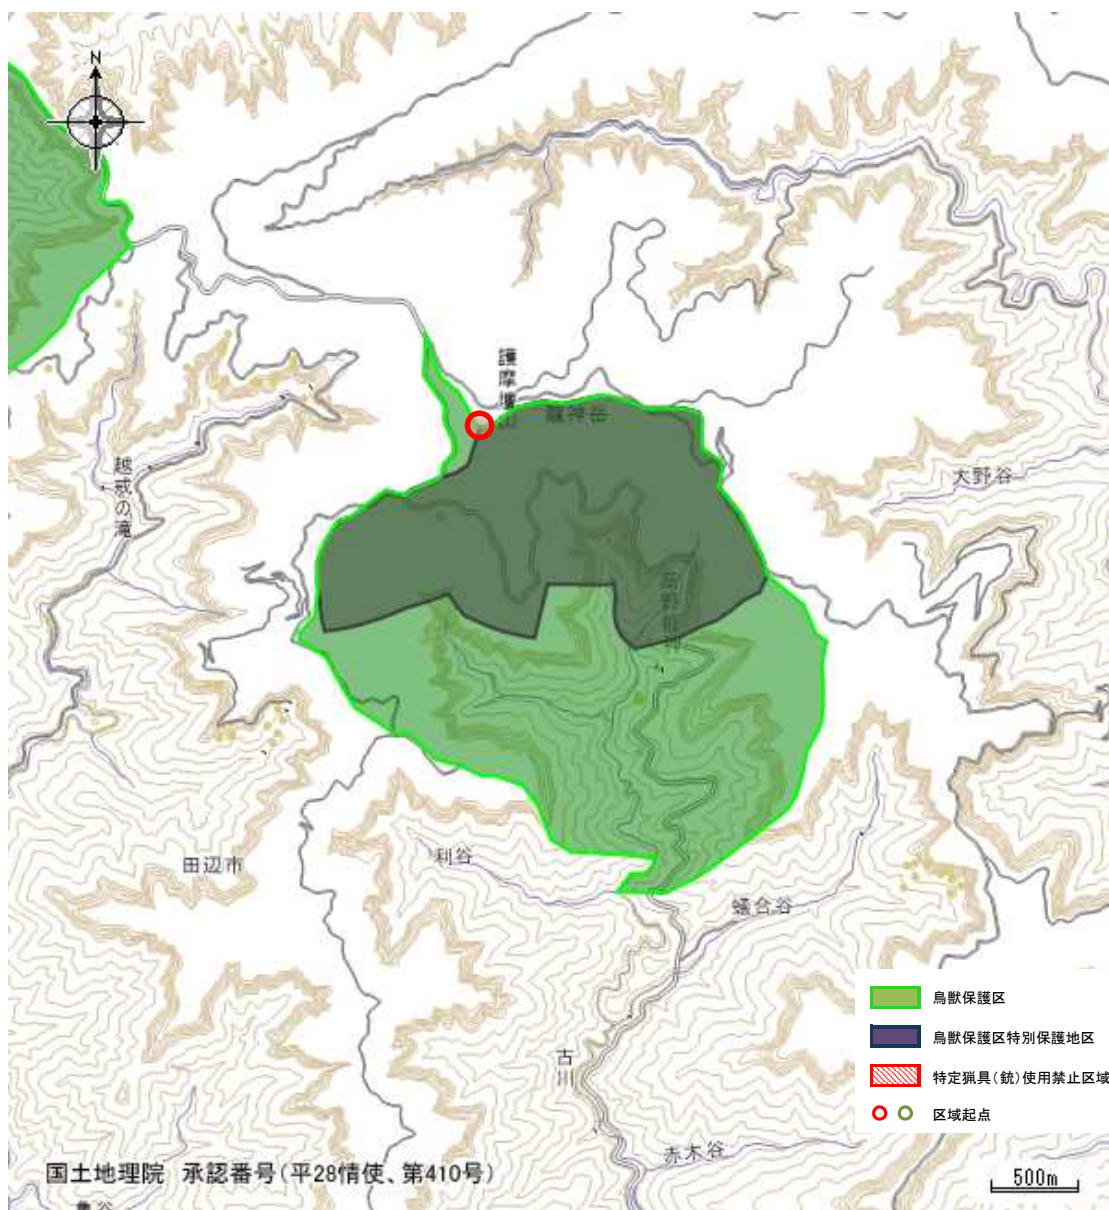 N
護摩壇山
龍神岳
越戒の滝
大野谷
高野龍神
田辺市
利谷
蟻合谷
古川
赤木谷
鳥獣保護区
鳥獣保護区特別保護地区
特定猟具(銃)使用禁止区域
区域起点
国土地理院 承認番号(平28情使、第410号)
500m